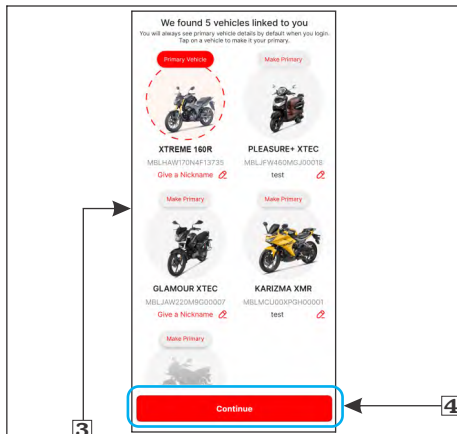 We found 5 vehicles linked to you
You will always see primary vehicle details by default when you login.
Tap on a vehicle to make it your primary.
Primary Vehicle
Make Primary
XTREME 160R
PLEASURE+ XTEC
MBLHAW170N4F13735
MBLJFW460MGJ00018
Give a Nickname
test
Make Primary
Make Primary
GLAMOUR XTEC
KARIZMA XMR
MBLJAW220M9G00007
MBLMCU00XPGH00001
Give a Nickname
test
Make Primary
Continue
3
4